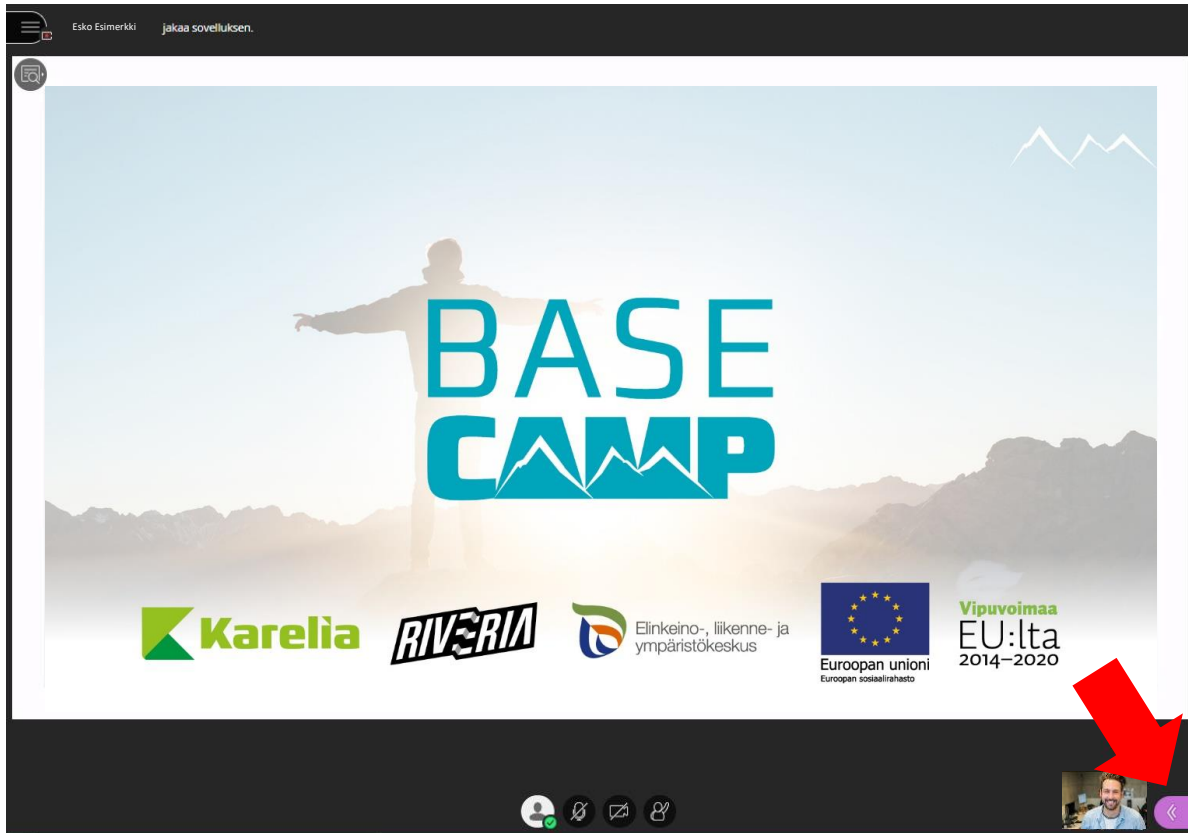 Esko Esimerkki jakaa sovelluksen.
BASE
CAMP
Karelia
RIVERIA
Elinkeino-, liikenne- ja
ympäristökeskus
Euroopan unioni
Euroopan sosiaalirahasto
Vipuvoimaa
EU:lta
2014–2020